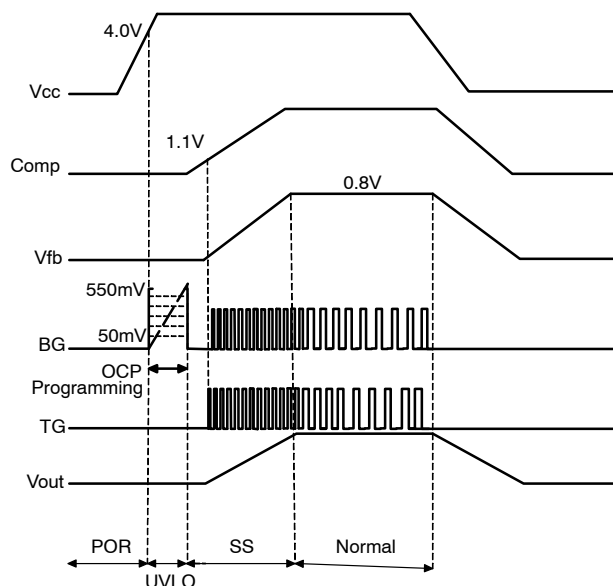 4.0V
Vcc
1.1V
Comp
0.8V
Vfb
550mV
50mV
BG
OCP
Programming
TG
Vout
POR
SS
Normal
UVLO